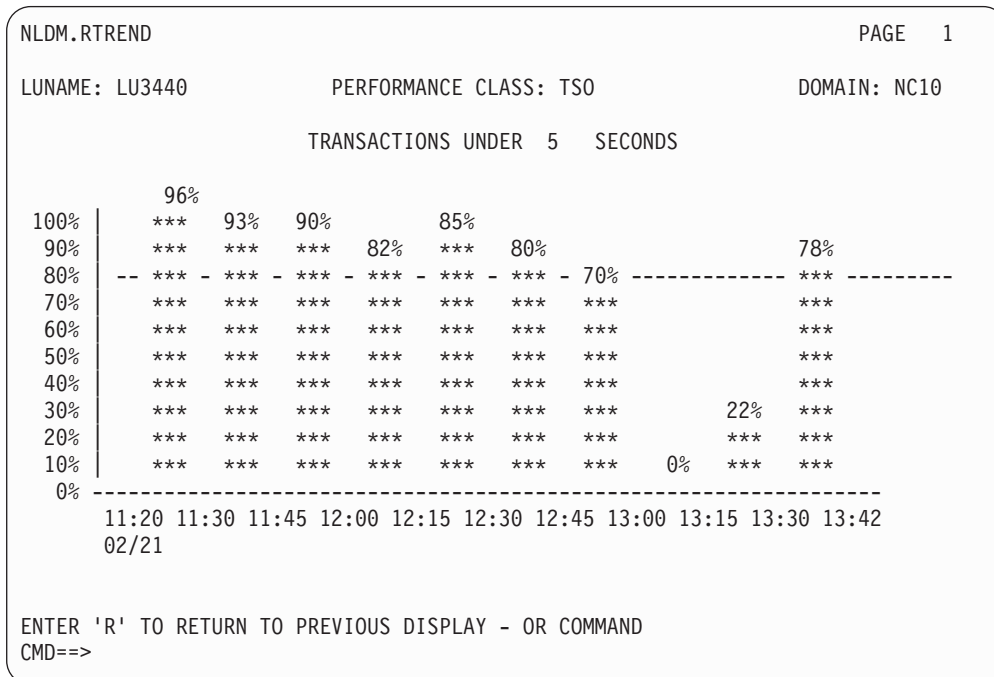 NLDM.RTREND                                                           PAGE   1
LUNAME: LU3440            PERFORMANCE CLASS: TSO                 DOMAIN: NC10
                        TRANSACTIONS UNDER  5   SECONDS
            96%
 100% |    ***   93%   90%         85%
  90% |    ***   ***   ***   82%   ***   80%                     78%
  80% | -- *** - *** - *** - *** - *** - *** - 70% ------------- *** ---------
  70% |    ***   ***   ***   ***   ***   ***   ***               ***
  60% |    ***   ***   ***   ***   ***   ***   ***               ***
  50% |    ***   ***   ***   ***   ***   ***   ***               ***
  40% |    ***   ***   ***   ***   ***   ***   ***               ***
  30% |    ***   ***   ***   ***   ***   ***   ***         22%   ***
  20% |    ***   ***   ***   ***   ***   ***   ***         ***   ***
  10% |    ***   ***   ***   ***   ***   ***   ***    0%   ***   ***
   0% ------------------------------------------------------------------
       11:20 11:30 11:45 12:00 12:15 12:30 12:45 13:00 13:15 13:30 13:42
       02/21
ENTER 'R' TO RETURN TO PREVIOUS DISPLAY - OR COMMAND
CMD==>